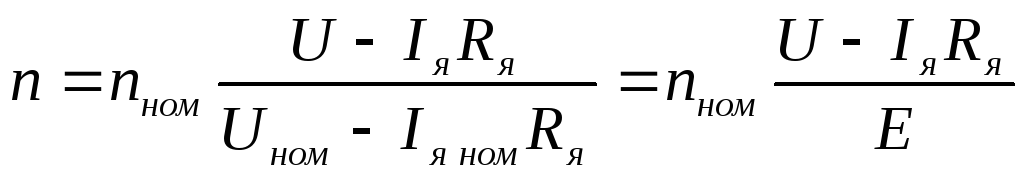 n = n_ном (U - I_я R_я) / (U_ном - I_я ном R_я) = n_ном (U - I_я R_я) / E